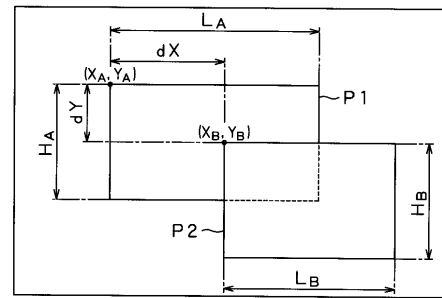 L_A
dX
(X_A, Y_A)
P1
dY
H_A
(X_B, Y_B)
H_B
P2
L_B